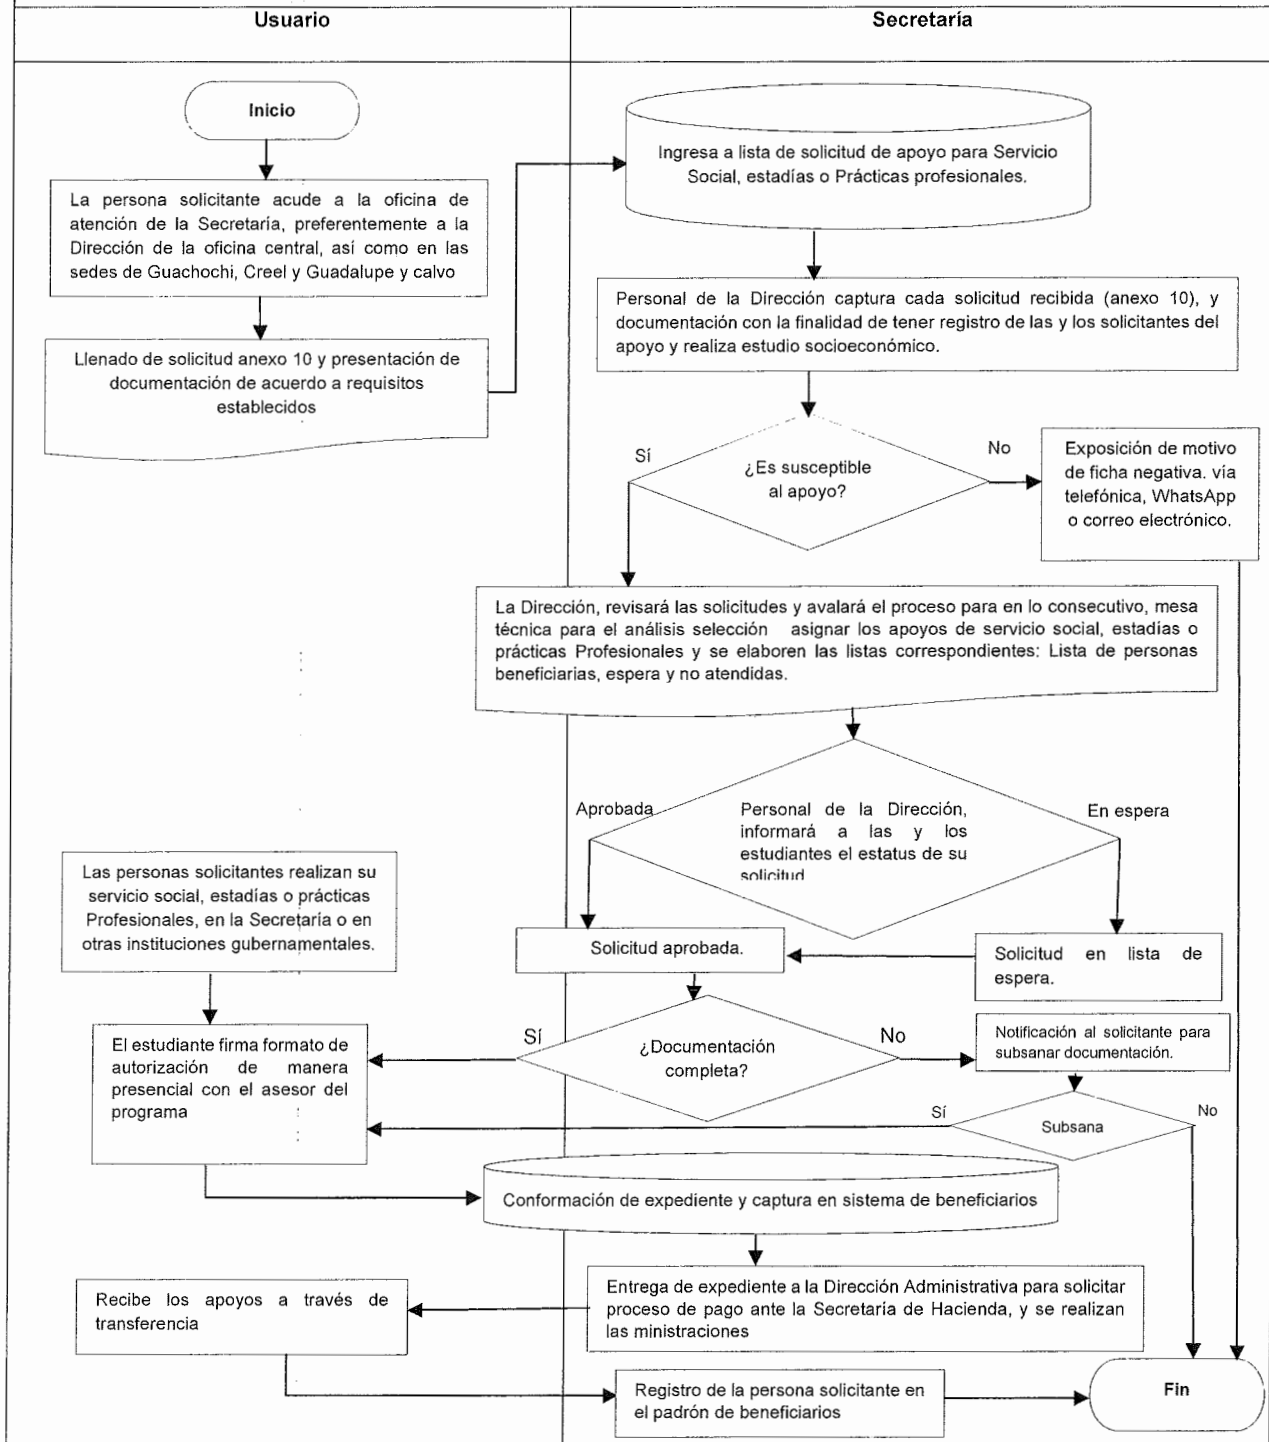 Usuario
Secretaría
Inicio
La persona solicitante acude a la oficina de
atención de la Secretaría, preferentemente a la
Dirección de la oficina central, así como en las
sedes de Guachochi, Creel y Guadalupe y calvo
Llenado de solicitud anexo 10 y presentación de
documentación de acuerdo a requisitos
establecidos
Ingresa a lista de solicitud de apoyo para Servicio
Social, estadías o Prácticas profesionales.
Personal de la Dirección captura cada solicitud recibida (anexo 10), y
documentación con la finalidad de tener registro de las y los solicitantes del
apoyo y realiza estudio socioeconómico.
Sí
¿Es susceptible
al apoyo?
No
Exposición de motivo
de ficha negativa. vía
telefónica, WhatsApp
o correo electrónico.
La Dirección, revisará las solicitudes y avalará el proceso para en lo consecutivo, mesa
técnica para el análisis selección asignar los apoyos de servicio social, estadías o
prácticas Profesionales y se elaboren las listas correspondientes: Lista de personas
beneficiarias, espera y no atendidas.
Aprobada
Personal de la Dirección,
informará a las y los
estudiantes el estatus de su
solicitud
En espera
Las personas solicitantes realizan su
servicio social, estadías o prácticas
Profesionales, en la Secretaría o en
otras instituciones gubernamentales.
Solicitud aprobada.
Solicitud en lista de
espera.
El estudiante firma formato de
autorización de manera
presencial con el asesor del
programa
Sí
¿Documentación
completa?
No
Notificación al solicitante para
subsanar documentación.
Sí
Subsana
No
Conformación de expediente y captura en sistema de beneficiarios
Entrega de expediente a la Dirección Administrativa para solicitar
proceso de pago ante la Secretaría de Hacienda, y se realizan
las ministraciones
Recibe los apoyos a través de
transferencia
Registro de la persona solicitante en
el padrón de beneficiarios
Fin